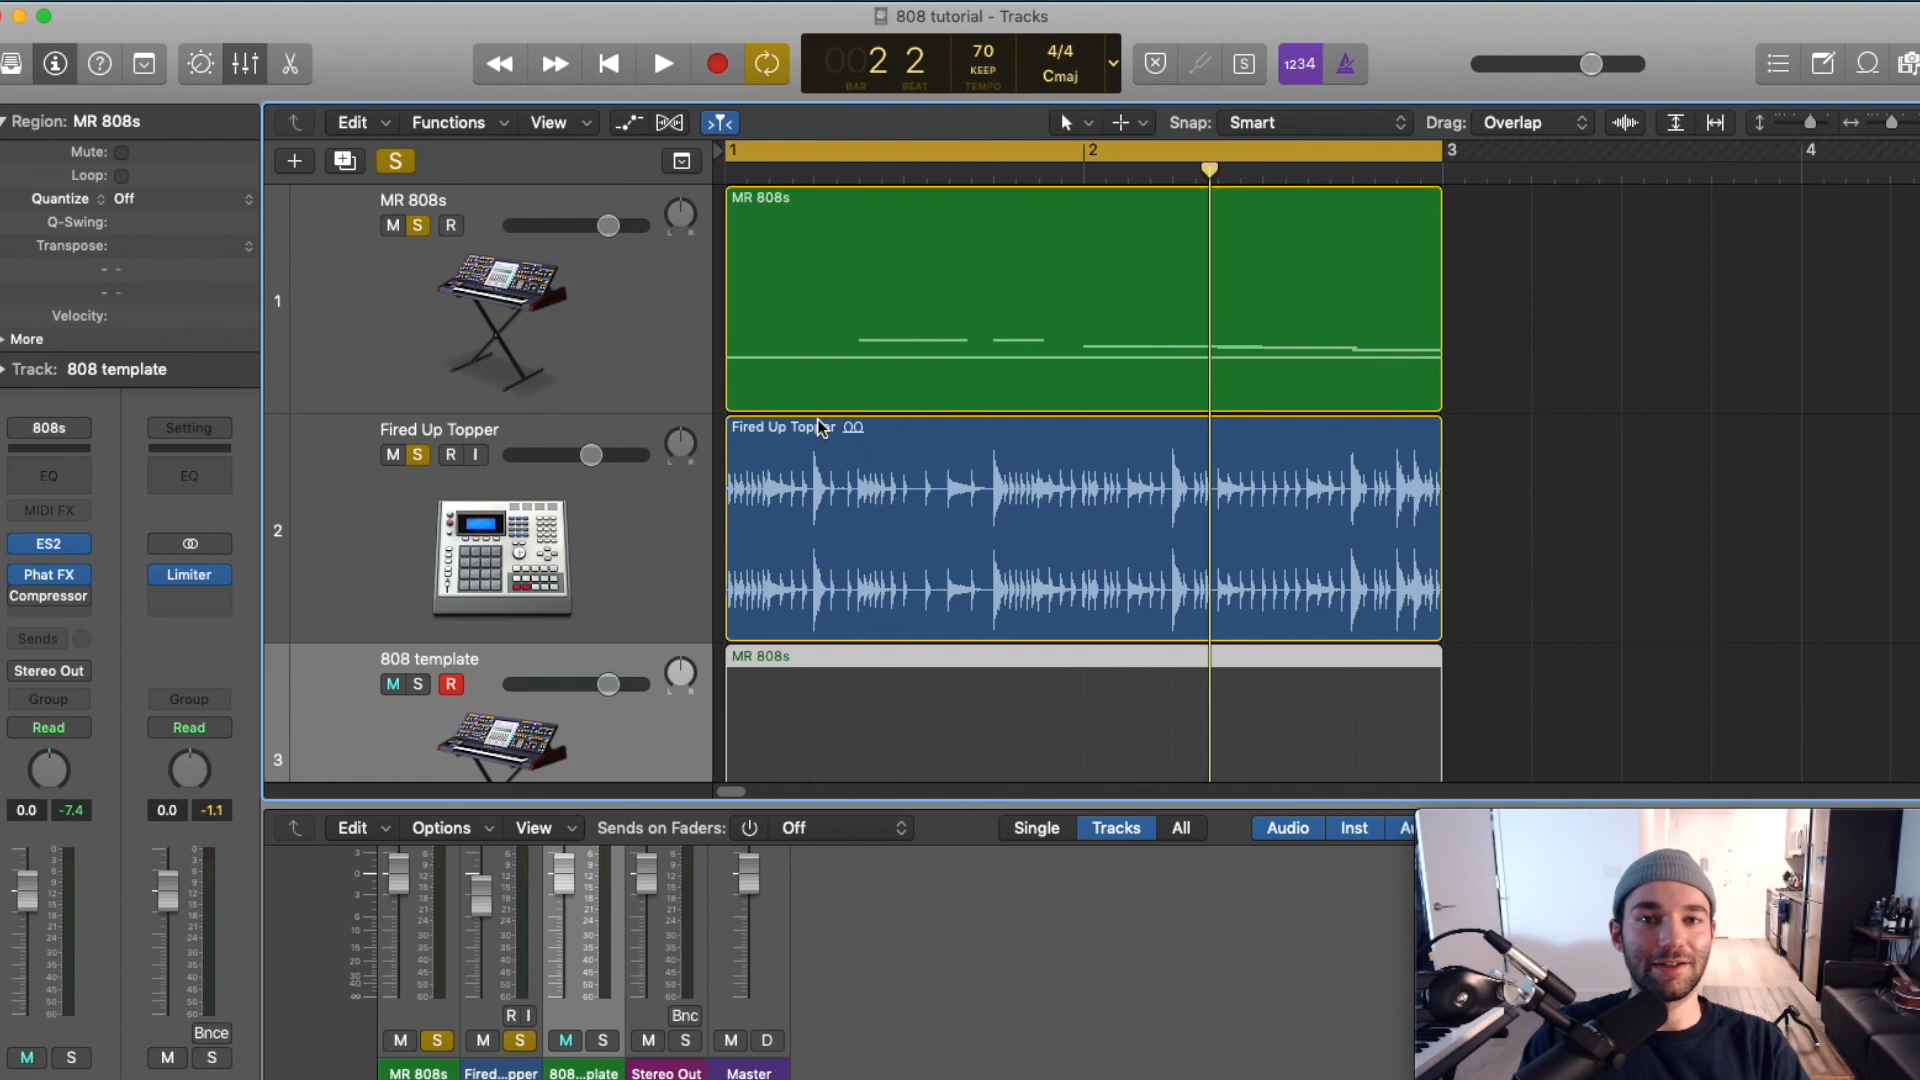 808 tutorial - Tracks
002 2 70 KEEP 4/4 Cmaj
BAR BEAT TEMPO
1234
Region: MR 808s
Mute:
Loop:
Quantize Off
Q-Swing:
Transpose:
Velocity:
More
Track: 808 template
808s Setting
EQ EQ
MIDI FX
ES2
Phat FX Limiter
Compressor
Sends
Stereo Out
Group Group
Read Read
0.0 -7.4 0.0 -1.1
Bnce
M S M S
Edit Functions View Snap: Smart Drag: Overlap
S
1 2 3 4
1
MR 808s
M S R
L R
MR 808s
2
Fired Up Topper
M S R I
L R
Fired Up Topper
3
808 template
M S R
L R
MR 808s
Edit Options View Sends on Faders: Off Single Tracks All Audio Inst Au
R I Bnc
M S M S M S M S M D
MR 808s Fired...pper 808...plate Stereo Out Master